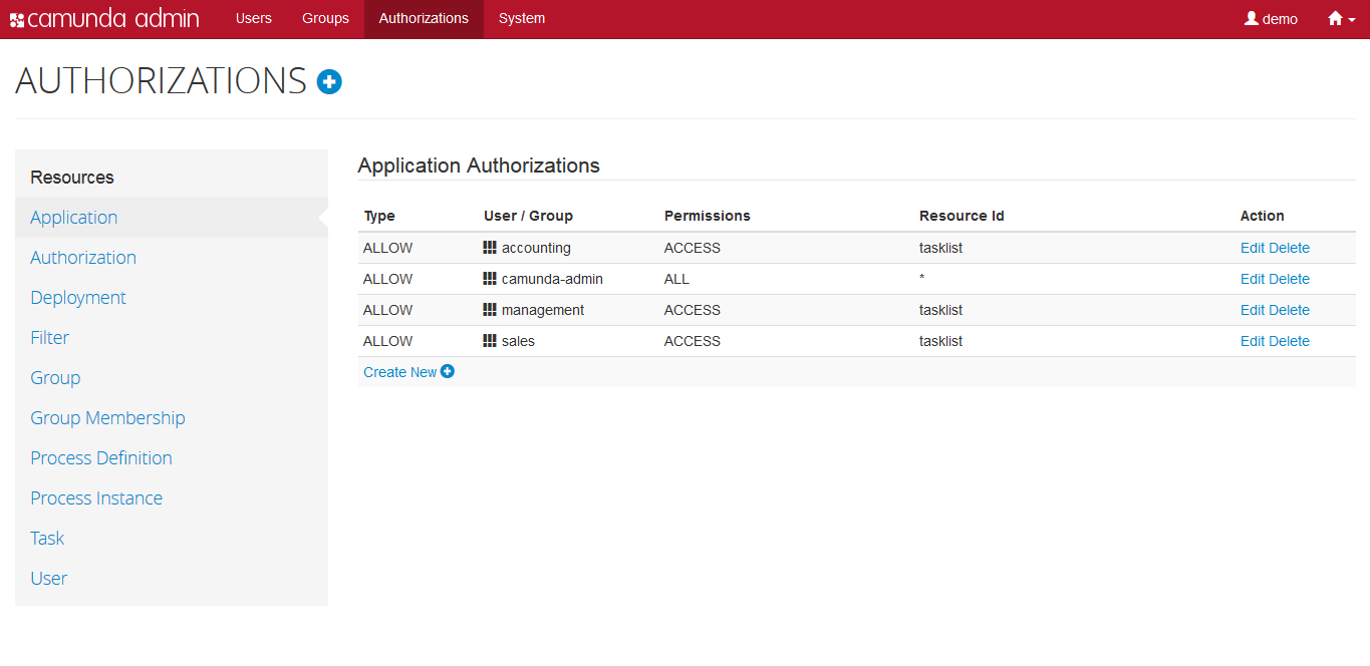 camunda admin Users Groups Authorizations System demo
AUTHORIZATIONS
Resources
Application
Authorization
Deployment
Filter
Group
Group Membership
Process Definition
Process Instance
Task
User
Application Authorizations
Type User / Group Permissions Resource Id Action
ALLOW accounting ACCESS tasklist Edit Delete
ALLOW camunda-admin ALL * Edit Delete
ALLOW management ACCESS tasklist Edit Delete
ALLOW sales ACCESS tasklist Edit Delete
Create New